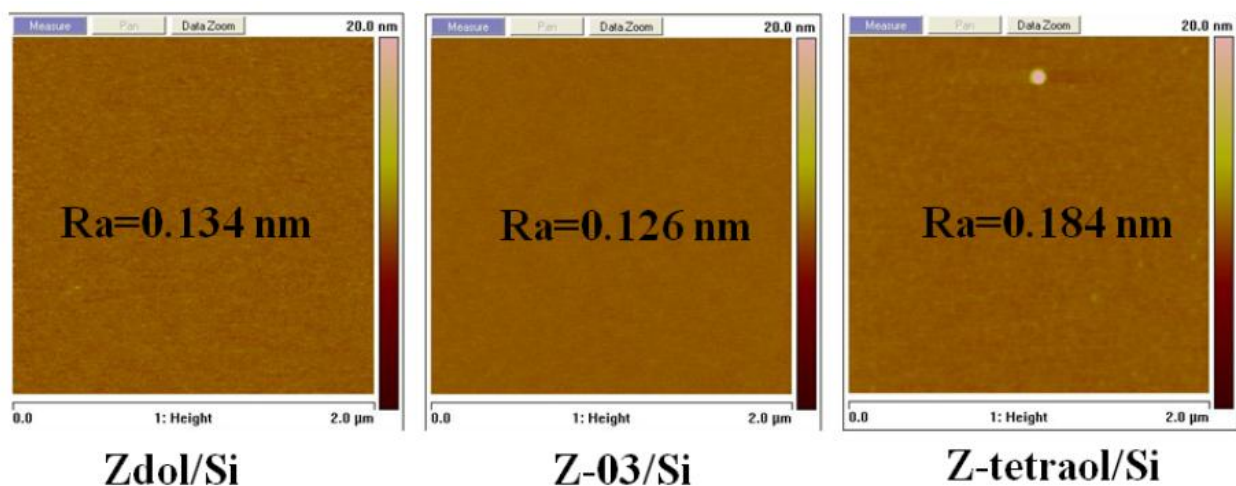 Measure Pan Data Zoom 20.0 nm
Ra=0.134 nm
0.0 1: Height 2.0 µm
Zdol/Si
Measure Pan Data Zoom 20.0 nm
Ra=0.126 nm
0.0 1: Height 2.0 µm
Z-03/Si
Measure Pan Data Zoom 20.0 nm
Ra=0.184 nm
0.0 1: Height 2.0 µm
Z-tetraol/Si